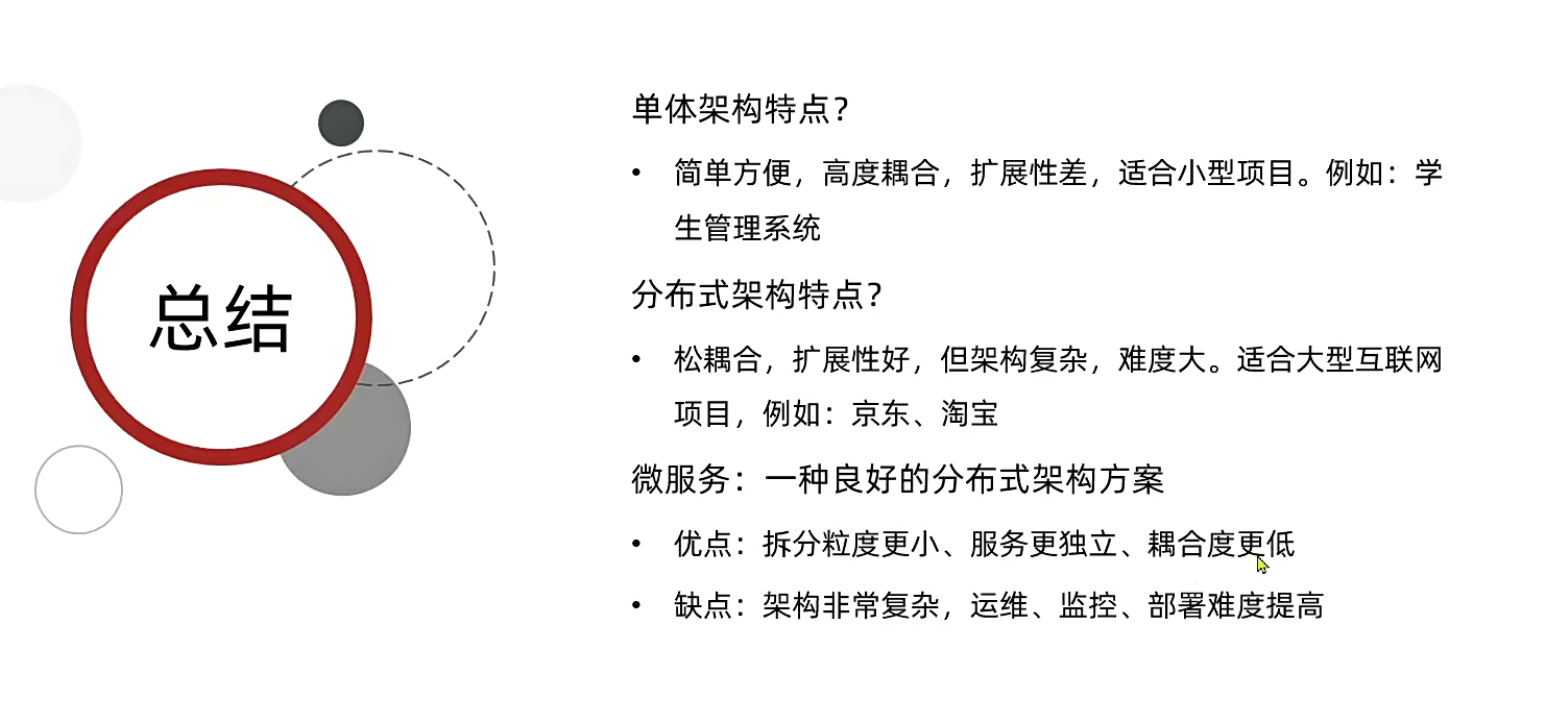 总结
单体架构特点？
• 简单方便，高度耦合，扩展性差，适合小型项目。例如：学
生管理系统
分布式架构特点？
• 松耦合，扩展性好，但架构复杂，难度大。适合大型互联网
项目，例如：京东、淘宝
微服务：一种良好的分布式架构方案
• 优点：拆分粒度更小、服务更独立、耦合度更低
• 缺点：架构非常复杂，运维、监控、部署难度提高